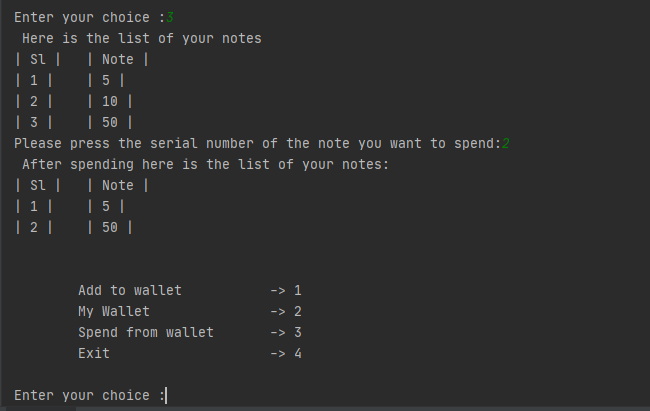 Enter your choice :3
Here is the list of your notes
| Sl |   | Note |
| 1 |    | 5 |
| 2 |    | 10 |
| 3 |    | 50 |
Please press the serial number of the note you want to spend:2
After spending here is the list of your notes:
| Sl |   | Note |
| 1 |    | 5 |
| 2 |    | 50 |
Add to wallet           -> 1
My Wallet               -> 2
Spend from wallet       -> 3
Exit                    -> 4
Enter your choice :